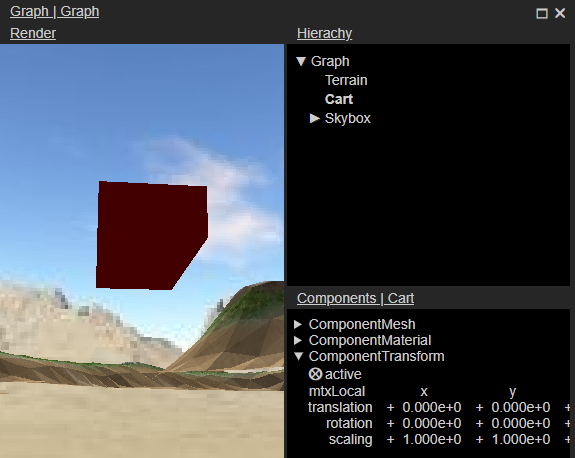 Graph | Graph
Render
Hierarchy
Graph
Terrain
Cart
Skybox
Components | Cart
ComponentMesh
ComponentMaterial
ComponentTransform
active
mtxLocal x y
translation + 0.000e+0 + 0.000e+0 +
rotation + 0.000e+0 + 0.000e+0 +
scaling + 1.000e+0 + 1.000e+0 +